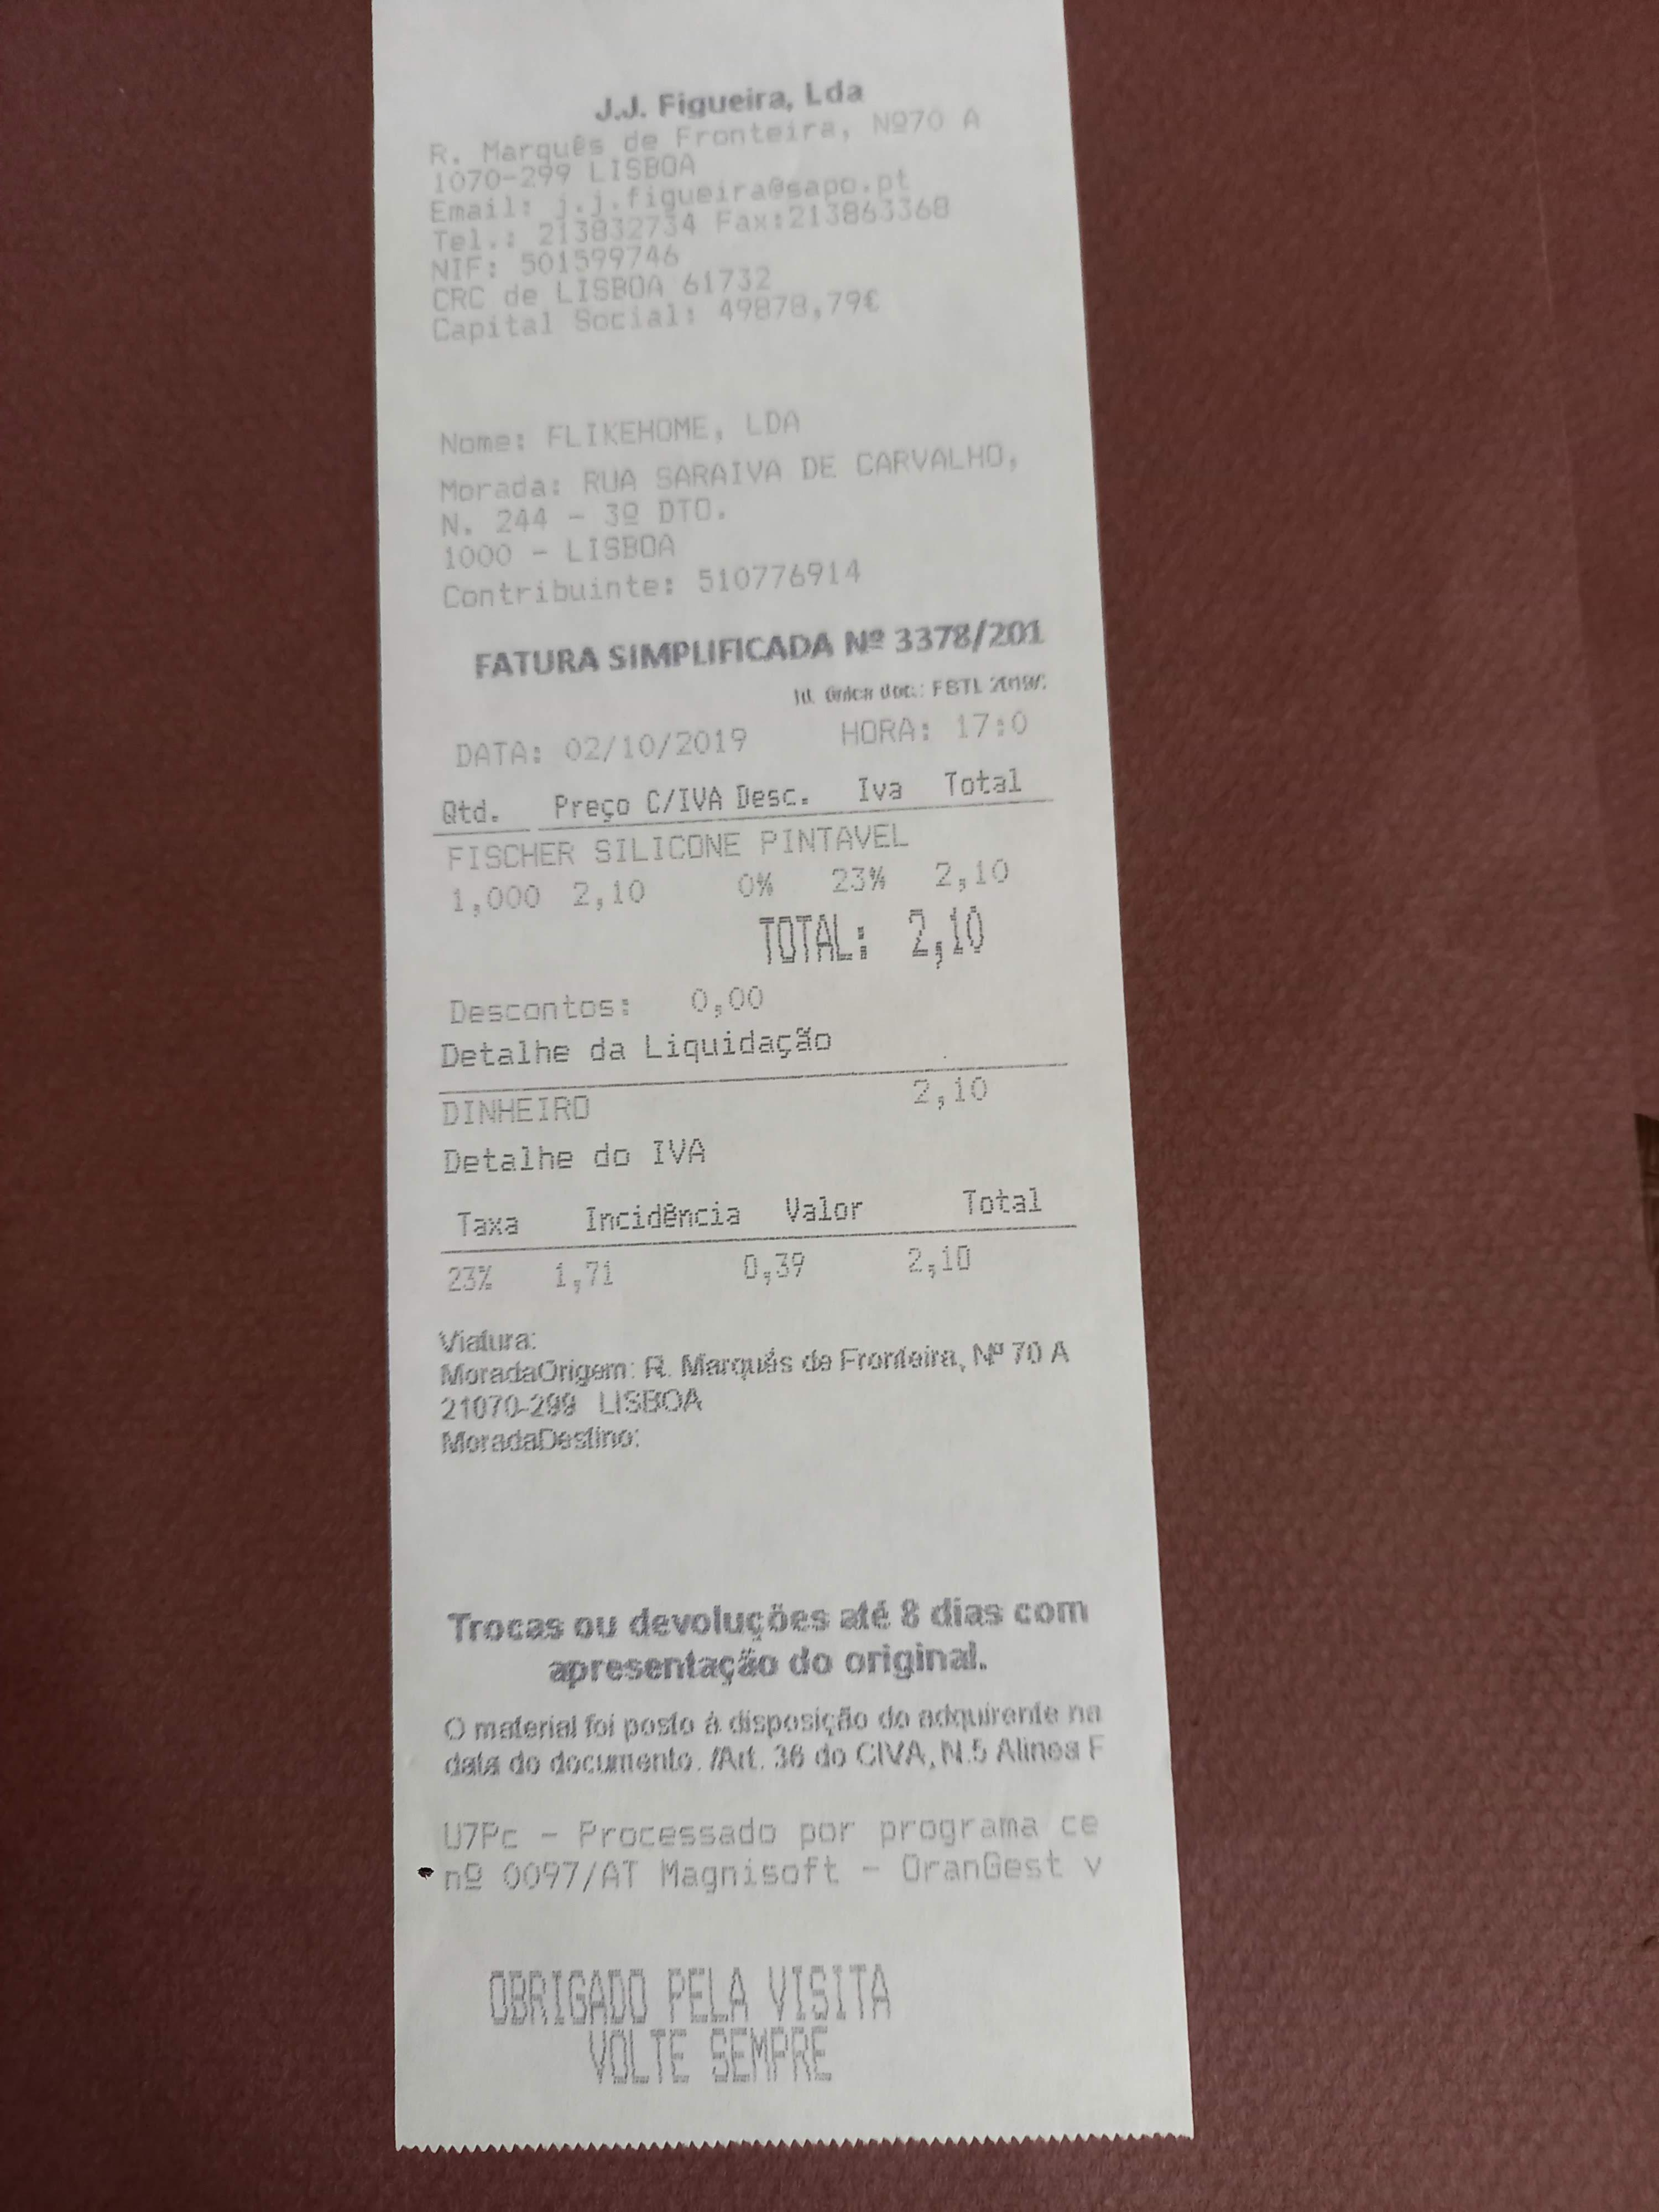 J.J. Figueira, Lda
R. Marquês de Fronteira, Nº70 A
1070-299 LISBOA
Email: j.j.figueira@sapo.pt
Tel.: 213832734 Fax:213863368
NIF: 501599746
CRC de LISBOA 61732
Capital Social: 49878,79€
Nome: FLIKEHOME, LDA
Morada: RUA SARAIVA DE CARVALHO,
N. 244 - 3º DTO.
1000 - LISBOA
Contribuinte: 510776914
FATURA SIMPLIFICADA Nº 3378/201
Id. única doc.: FBTL 2019/
DATA: 02/10/2019 HORA: 17:0
Qtd. Preço C/IVA Desc. Iva Total
FISCHER SILICONE PINTAVEL
1,000 2,10 0% 23% 2,10
TOTAL: 2,10
Descontos: 0,00
Detalhe da Liquidação
DINHEIRO 2,10
Detalhe do IVA
Taxa Incidência Valor Total
23% 1,71 0,39 2,10
Viatura:
MoradaOrigem: R. Marquês de Fronteira, Nº 70 A
21070-299 LISBOA
MoradaDestino:
Trocas ou devoluções até 8 dias com
apresentação do original.
O material foi posto à disposição do adquirente na
data do documento. /Art. 36 do CIVA, N.5 Alinea F
U7Pc - Processado por programa ce
nº 0097/AT Magnisoft - OranGest v
OBRIGADO PELA VISITA
VOLTE SEMPRE